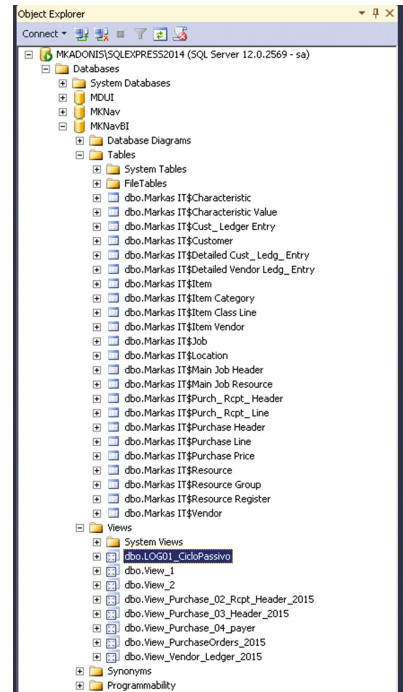 Object Explorer
Connect
MKADONIS\SQLEXPRESS2014 (SQL Server 12.0.2569 - sa)
Databases
System Databases
MDUI
MKNav
MKNavBI
Database Diagrams
Tables
System Tables
FileTables
dbo.Markas IT$Characteristic
dbo.Markas IT$Characteristic Value
dbo.Markas IT$Cust_ Ledger Entry
dbo.Markas IT$Customer
dbo.Markas IT$Detailed Cust_ Ledg_ Entry
dbo.Markas IT$Detailed Vendor Ledg_ Entry
dbo.Markas IT$Item
dbo.Markas IT$Item Category
dbo.Markas IT$Item Class Line
dbo.Markas IT$Item Vendor
dbo.Markas IT$Job
dbo.Markas IT$Location
dbo.Markas IT$Main Job Header
dbo.Markas IT$Main Job Resource
dbo.Markas IT$Purch_ Rcpt_ Header
dbo.Markas IT$Purch_ Rcpt_ Line
dbo.Markas IT$Purchase Header
dbo.Markas IT$Purchase Line
dbo.Markas IT$Purchase Price
dbo.Markas IT$Resource
dbo.Markas IT$Resource Group
dbo.Markas IT$Resource Register
dbo.Markas IT$Vendor
Views
System Views
dbo.LOG01_CicloPassivo
dbo.View_1
dbo.View_2
dbo.View_Purchase_02_Rcpt_Header_2015
dbo.View_Purchase_03_Header_2015
dbo.View_Purchase_04_payer
dbo.View_PurchaseOrders_2015
dbo.View_Vendor_Ledger_2015
Synonyms
Programmability